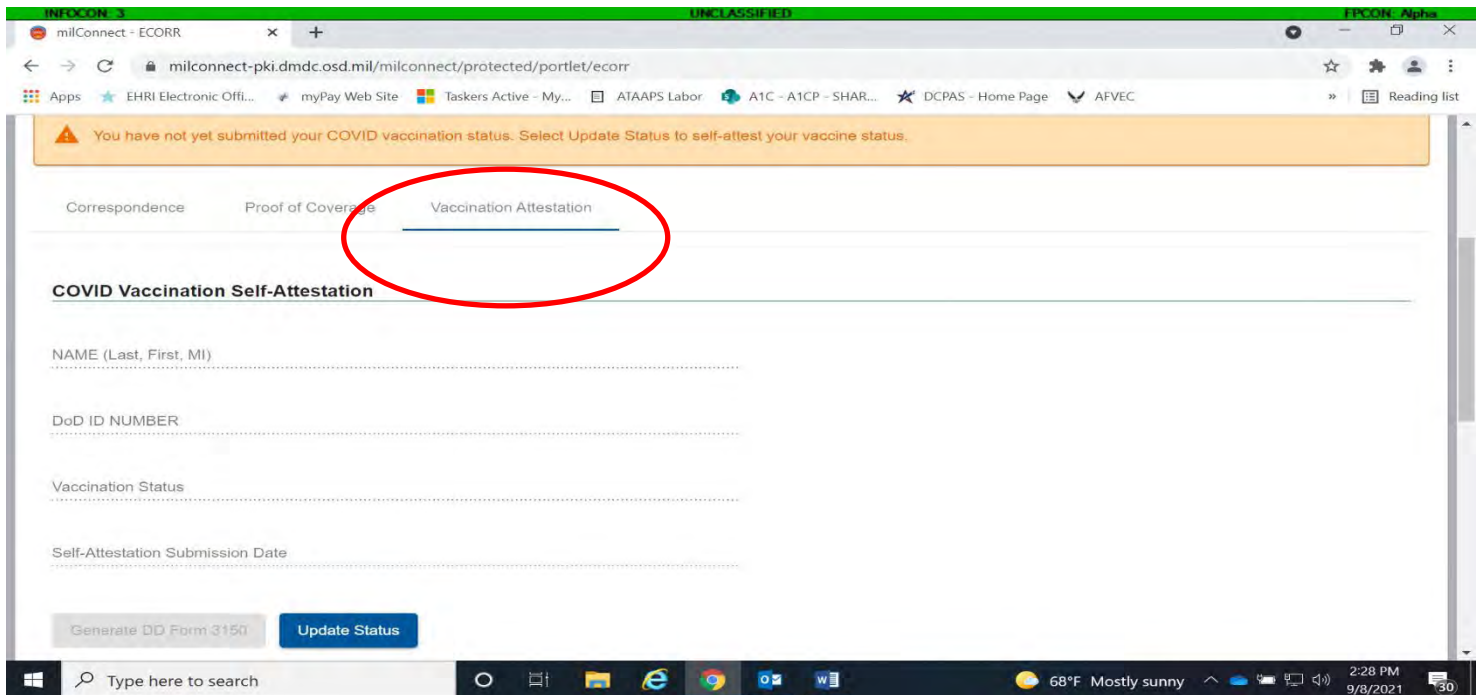 INFOCON: 3 UNCLASSIFIED FPCON: Alpha
milConnect - ECORR
milconnect-pki.dmdc.osd.mil/milconnect/protected/portlet/ecorr
Apps EHRI Electronic Offi... myPay Web Site Taskers Active - My... ATAAPS Labor A1C - A1CP - SHAR... DCPAS - Home Page AFVEC » Reading list
You have not yet submitted your COVID vaccination status. Select Update Status to self-attest your vaccine status.
Correspondence Proof of Coverage Vaccination Attestation
COVID Vaccination Self-Attestation
NAME (Last, First, MI)
DoD ID NUMBER
Vaccination Status
Self-Attestation Submission Date
Generate DD Form 3150 Update Status
Type here to search 68°F Mostly sunny 2:28 PM
9/8/2021 30